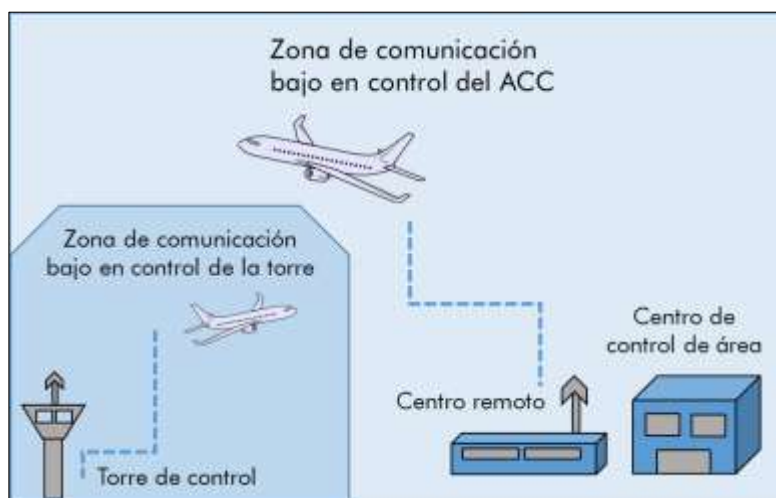 Zona de comunicación
bajo en control del ACC
Zona de comunicación
bajo en control de la torre
Centro de
control de área
Centro remoto
Torre de control